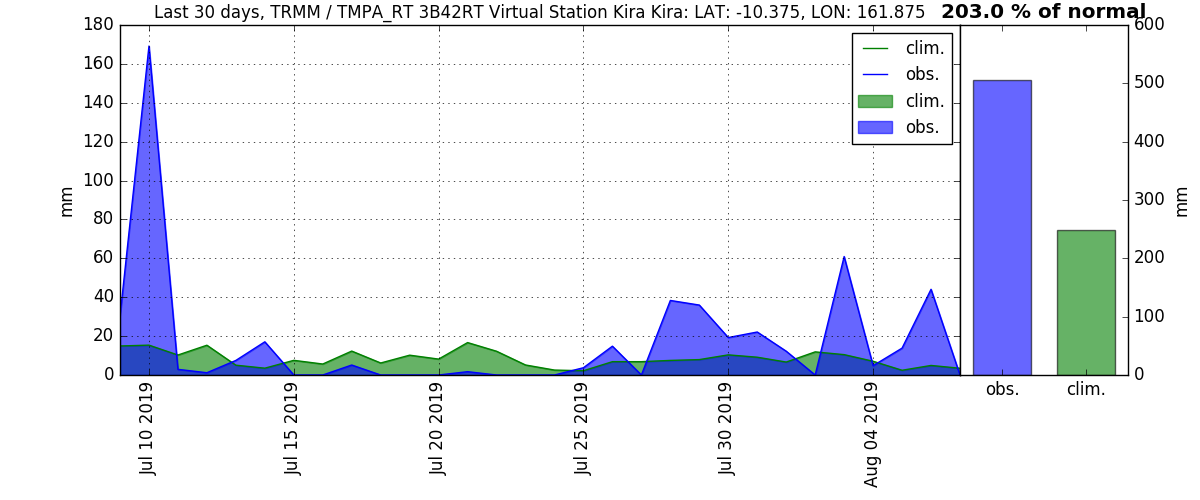 Last 30 days, TRMM / TMPA_RT 3B42RT Virtual Station Kira Kira: LAT: -10.375, LON: 161.875 203.0 % of normal
180
160
140
120
100
80
60
40
20
0
mm
clim.
obs.
clim.
obs.
600
500
400
300
200
100
0
mm
obs.
clim.
Jul 10 2019
Jul 15 2019
Jul 20 2019
Jul 25 2019
Jul 30 2019
Aug 04 2019